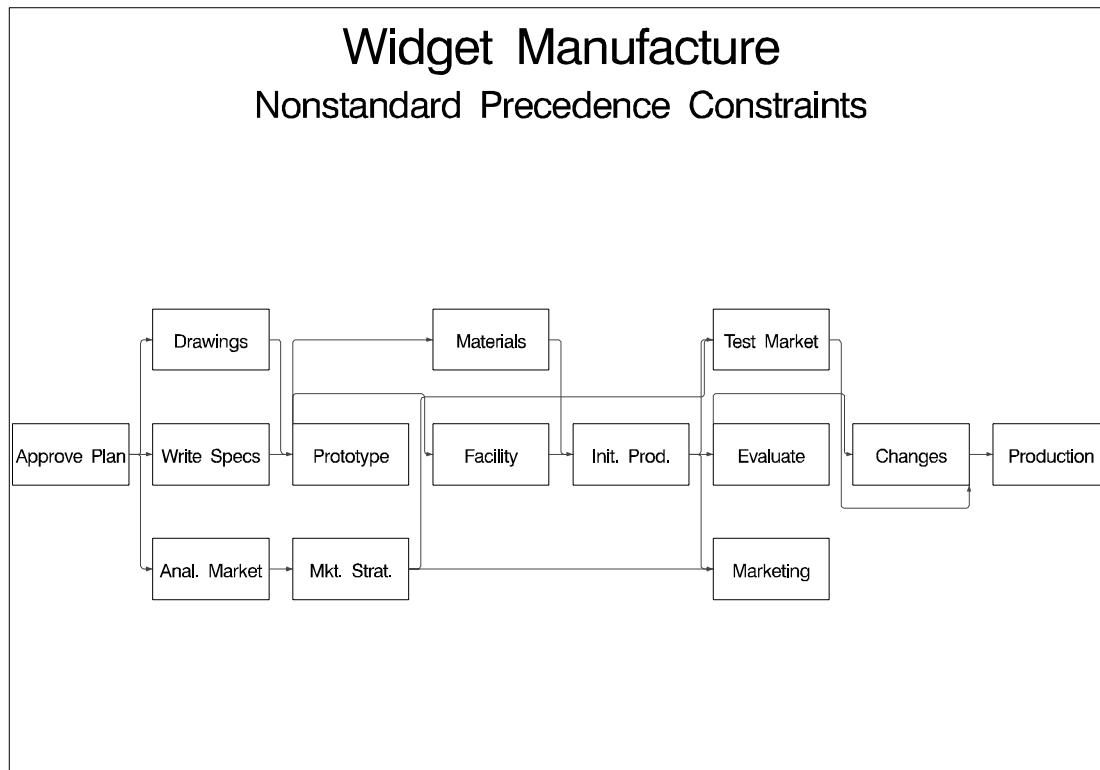 Widget Manufacture
Nonstandard Precedence Constraints
Drawings
Materials
Test Market
Approve Plan
Write Specs
Prototype
Facility
Init. Prod.
Evaluate
Changes
Production
Anal. Market
Mkt. Strat.
Marketing